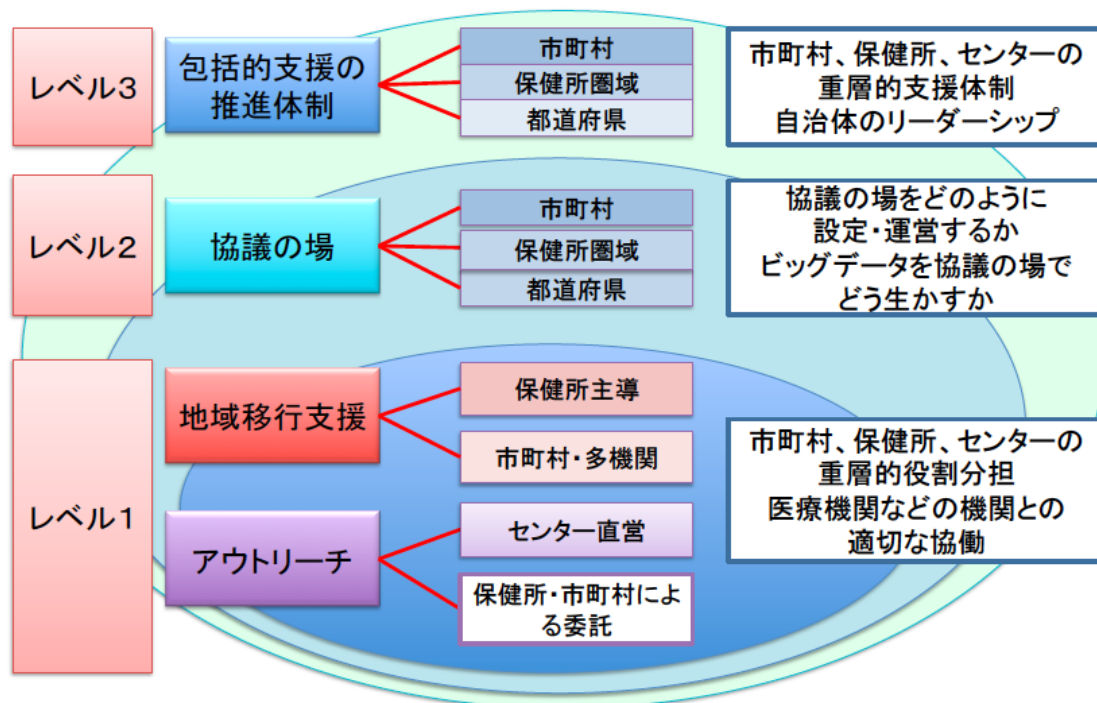 レベル3
包括的支援の
推進体制
市町村
保健所圏域
都道府県
市町村、保健所、センターの
重層的支援体制
自治体のリーダーシップ
レベル2
協議の場
市町村
保健所圏域
都道府県
協議の場をどのように
設定・運営するか
ビッグデータを協議の場で
どう生かすか
レベル1
地域移行支援
保健所主導
市町村・多機関
アウトリーチ
センター直営
保健所・市町村によ
る委託
市町村、保健所、センターの
重層的役割分担
医療機関などの機関との
適切な協働